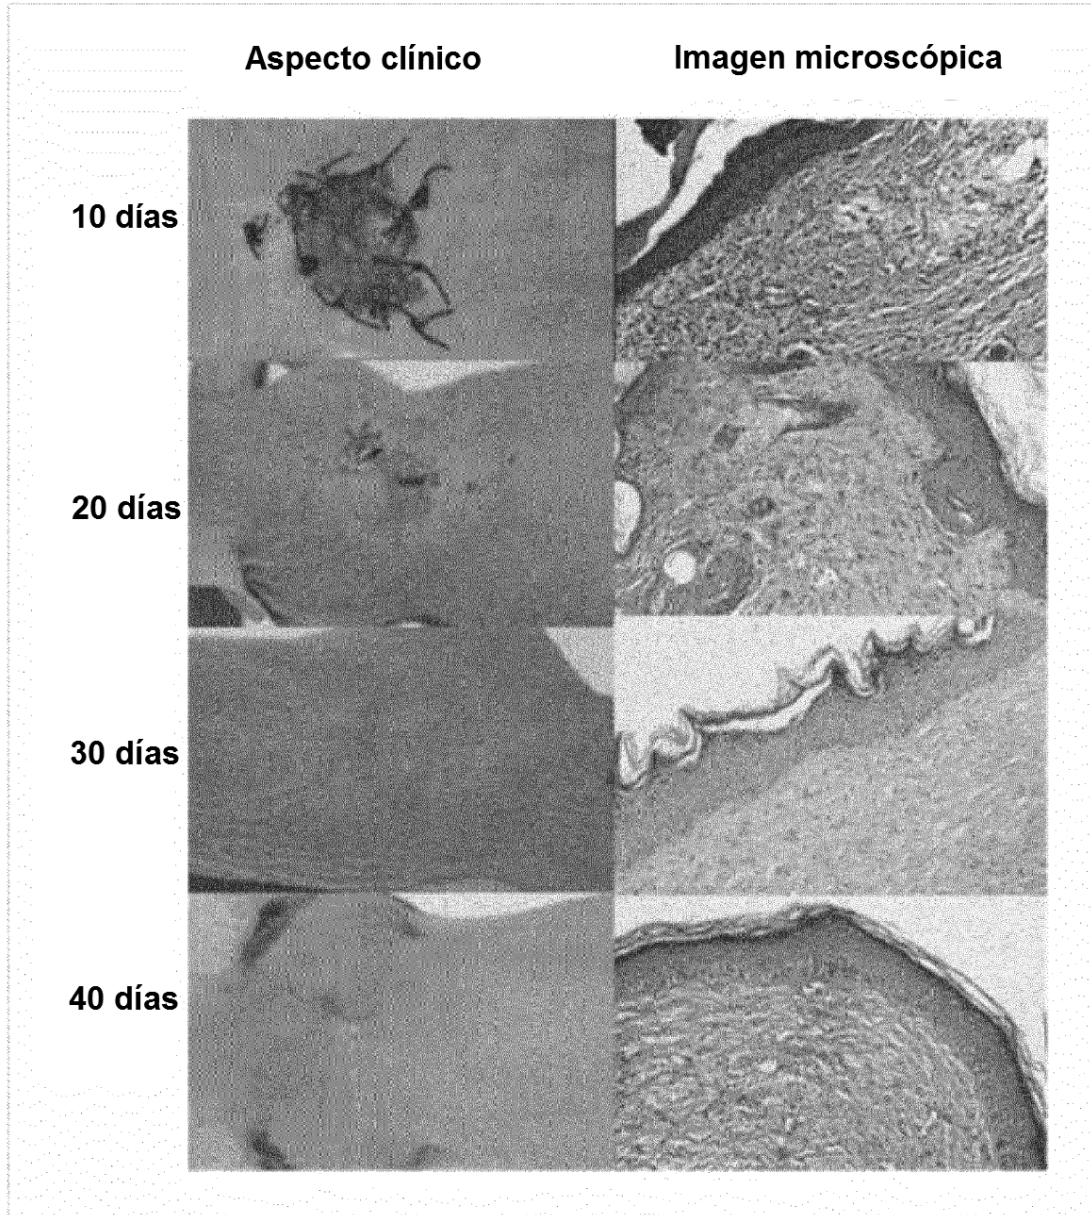 Aspecto clínico
Imagen microscópica
10 días
20 días
30 días
40 días